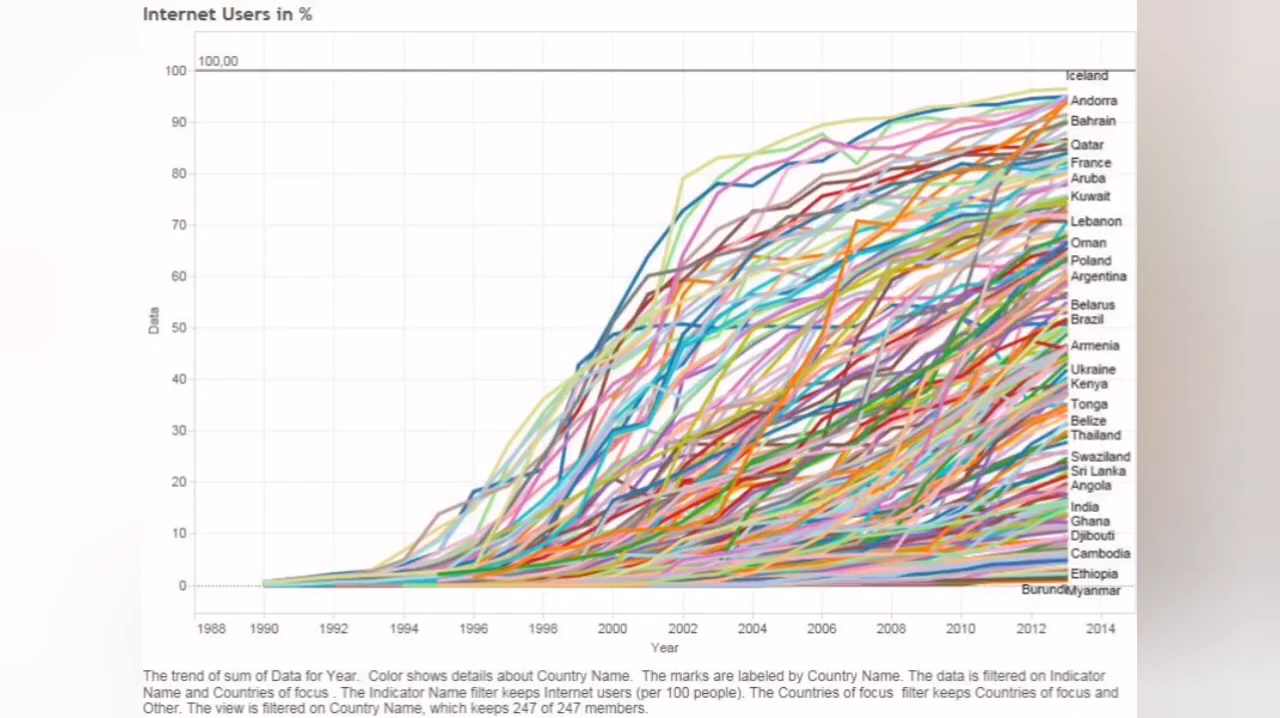 Internet Users in %
100,00
100
90
80
70
60
50
40
30
20
10
0
Data
Iceland
Andorra
Bahrain
Qatar
France
Aruba
Kuwait
Lebanon
Oman
Poland
Argentina
Belarus
Brazil
Armenia
Ukraine
Kenya
Tonga
Belize
Thailand
Swaziland
Sri Lanka
Angola
India
Ghana
Djibouti
Cambodia
Ethiopia
Burundi Myanmar
1988 1990 1992 1994 1996 1998 2000 2002 2004 2006 2008 2010 2012 2014
Year
The trend of sum of Data for Year. Color shows details about Country Name. The marks are labeled by Country Name. The data is filtered on Indicator
Name and Countries of focus . The Indicator Name filter keeps Internet users (per 100 people). The Countries of focus filter keeps Countries of focus and
Other. The view is filtered on Country Name, which keeps 247 of 247 members.